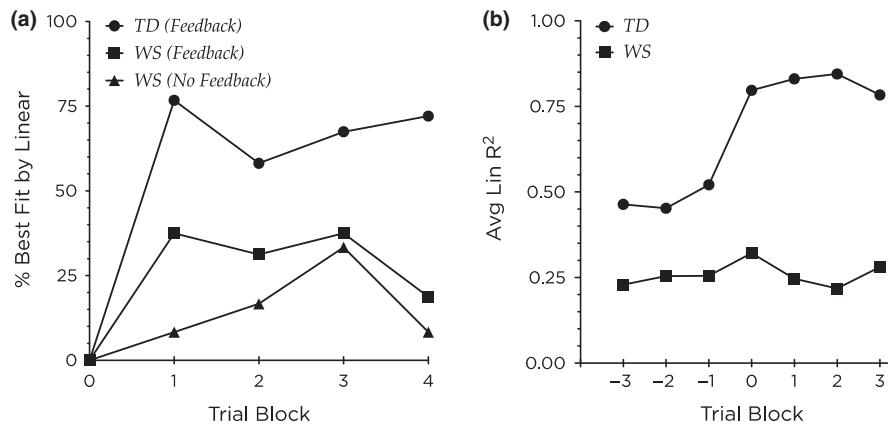 (a)
100
75
50
25
0
% Best Fit by Linear
TD (Feedback)
WS (Feedback)
WS (No Feedback)
0 1 2 3 4
Trial Block
(b)
1.00
0.75
0.50
0.25
0.00
Avg Lin R²
TD
WS
−3 −2 −1 0 1 2 3
Trial Block